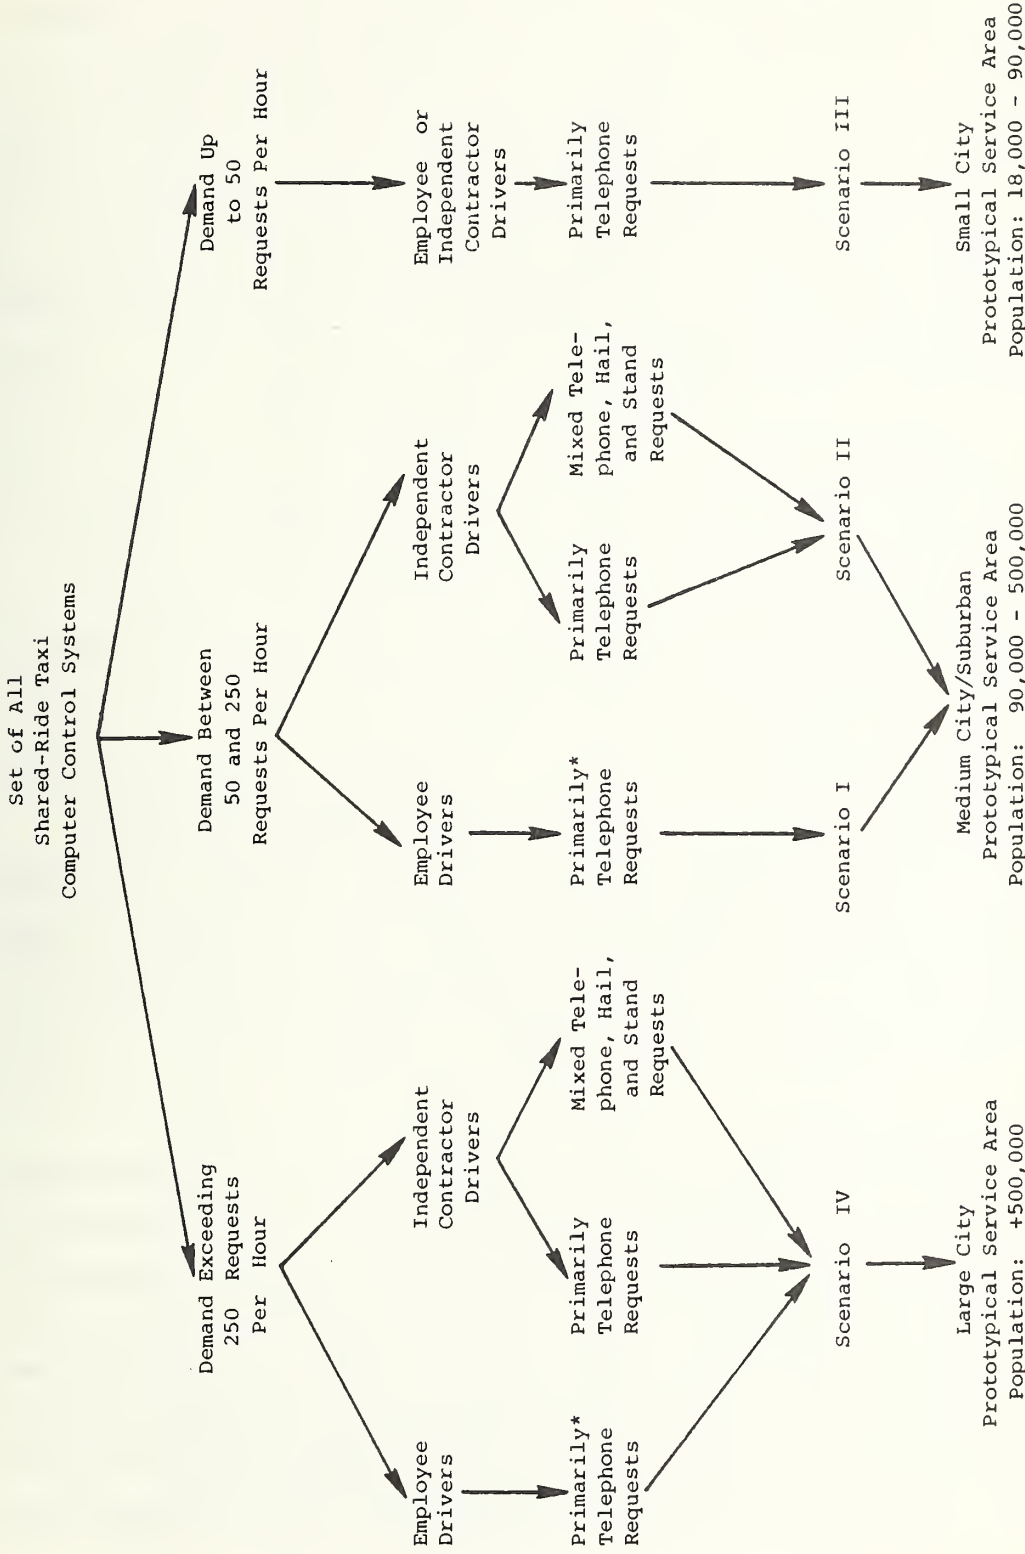 Set of All
Shared-Ride Taxi
Computer Control Systems
Demand Exceeding
250 Requests
Per Hour
Demand Between
50 and 250
Requests Per Hour
Demand Up
to 50
Requests Per Hour
Employee
Drivers
Independent
Contractor
Drivers
Employee
Drivers
Independent
Contractor
Drivers
Employee or
Independent
Contractor
Drivers
Primarily*
Telephone
Requests
Primarily
Telephone
Requests
Mixed Tele-
phone, Hail,
and Stand
Requests
Primarily*
Telephone
Requests
Primarily
Telephone
Requests
Mixed Tele-
phone, Hail,
and Stand
Requests
Primarily
Telephone
Requests
Scenario IV
Scenario I
Scenario II
Scenario III
Large City
Prototypical Service Area
Population: +500,000
Medium City/Suburban
Prototypical Service Area
Population: 90,000 - 500,000
Small City
Prototypical Service Area
Population: 18,000 - 90,000